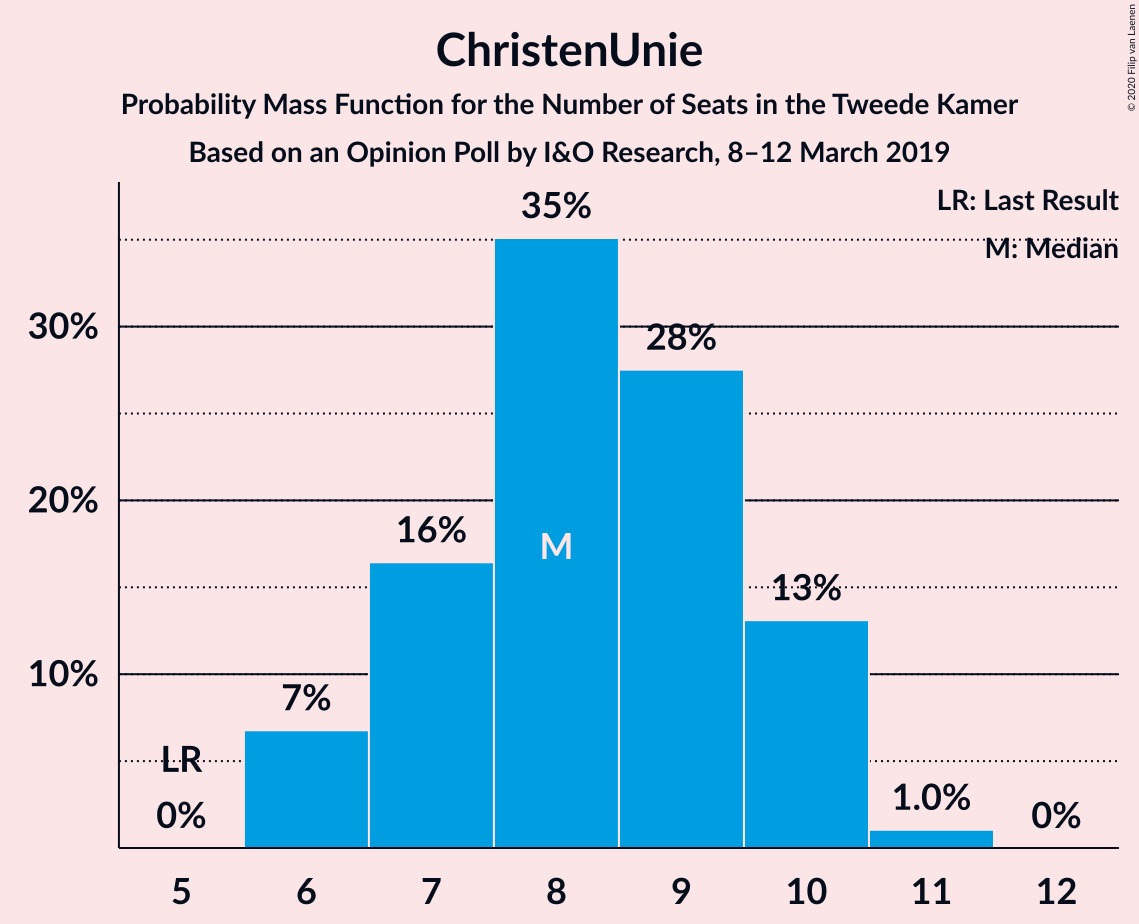 ChristenUnie
Probability Mass Function for the Number of Seats in the Tweede Kamer
Based on an Opinion Poll by I&O Research, 8–12 March 2019
© 2020 Filip van Laenen
LR: Last Result
M: Median
35%
30%
28%
20%
16%
M
13%
10%
7%
LR
0%
1.0%
0%
5 6 7 8 9 10 11 12